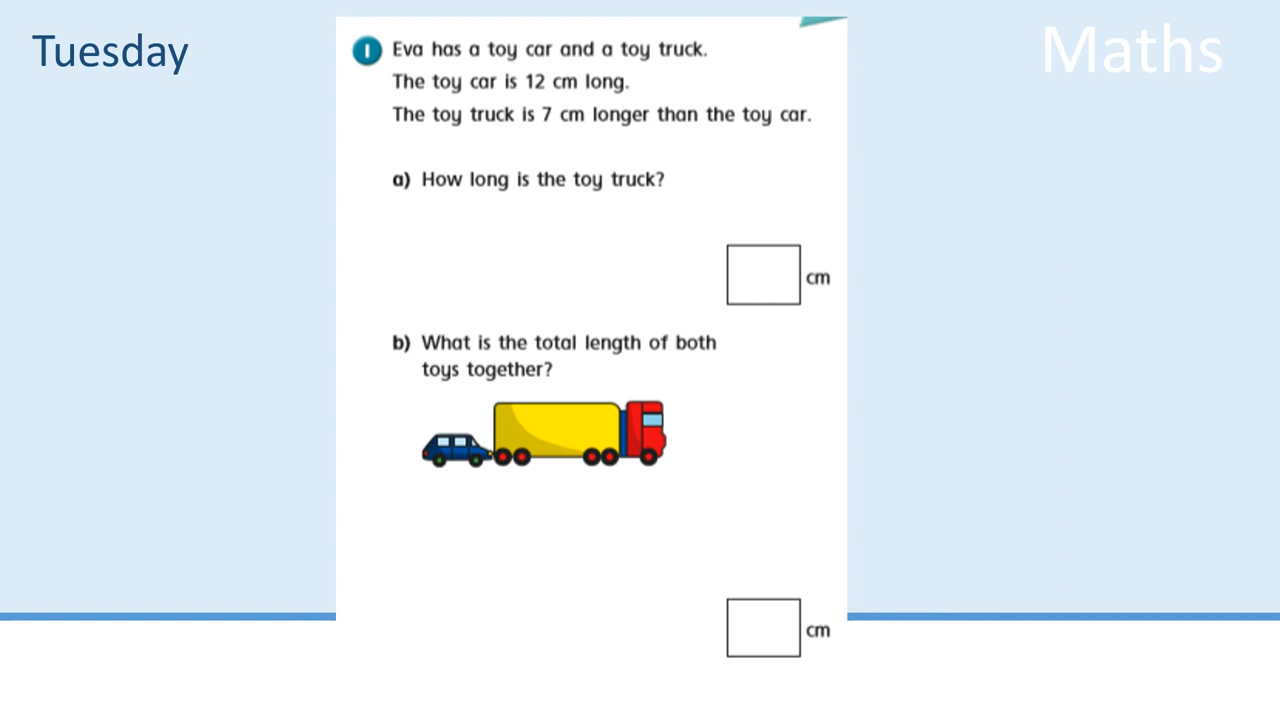 Tuesday
Maths
1 Eva has a toy car and a toy truck.
The toy car is 12 cm long.
The toy truck is 7 cm longer than the toy car.
a) How long is the toy truck?
cm
b) What is the total length of both
toys together?
cm